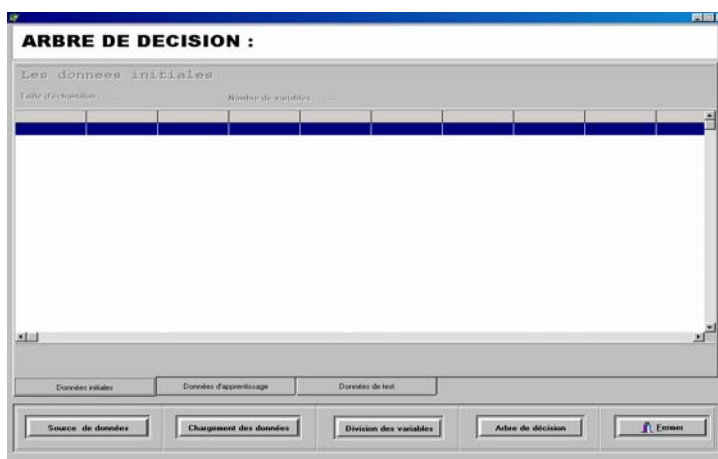 ARBRE DE DECISION :
Les donnees initiales
Taille d'échantillon : ....
Nombre de variables : ....
Données initiales
Données d'apprentissage
Données de test
Source de données
Chargement des données
Division des variables
Arbre de décision
Fermer